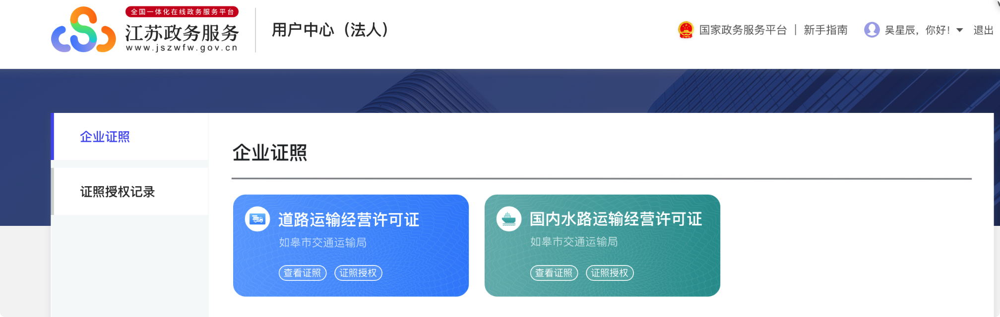 全国一体化在线政务服务平台
江苏政务服务
www.jszwfw.gov.cn
用户中心（法人）
国家政务服务平台 | 新手指南 吴星辰，你好！ 退出
企业证照
证照授权记录
企业证照
道路运输经营许可证
如皋市交通运输局
查看证照 证照授权
国内水路运输经营许可证
如皋市交通运输局
查看证照 证照授权